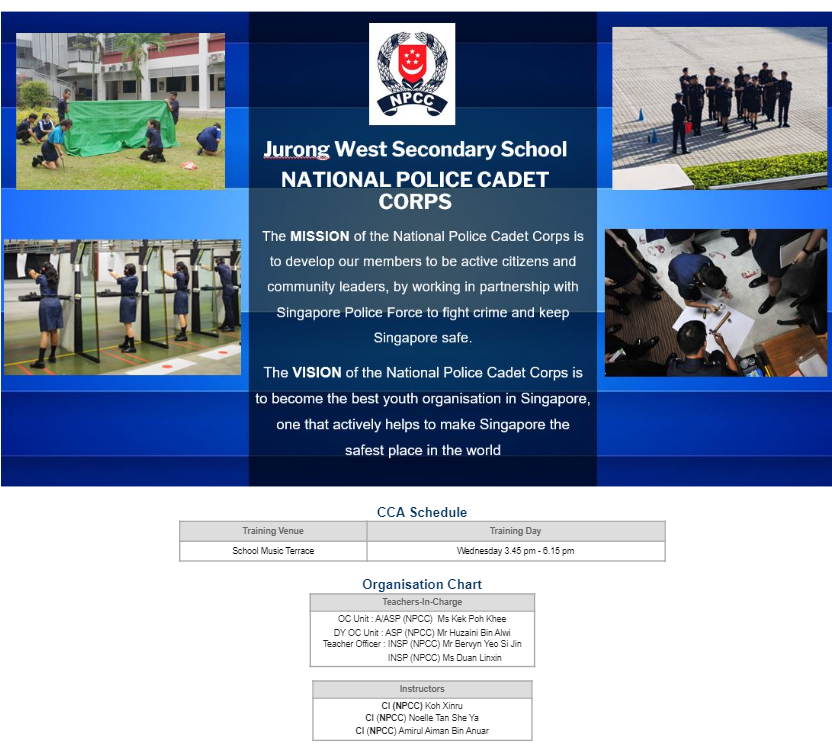 NPCC
Jurong West Secondary School
NATIONAL POLICE CADET
CORPS
The MISSION of the National Police Cadet Corps is
to develop our members to be active citizens and
community leaders, by working in partnership with
Singapore Police Force to fight crime and keep
Singapore safe.
The VISION of the National Police Cadet Corps is
to become the best youth organisation in Singapore,
one that actively helps to make Singapore the
safest place in the world
CCA Schedule
Training Venue Training Day
School Music Terrace Wednesday 3.45 pm - 6.15 pm
Organisation Chart
Teachers-In-Charge
OC Unit : A/ASP (NPCC) Ms Kek Poh Khee
DY OC Unit : ASP (NPCC) Mr Huzaini Bin Alwi
Teacher Officer : INSP (NPCC) Mr Bervyn Yeo Si Jin
INSP (NPCC) Ms Duan Linxin
Instructors
CI (NPCC) Koh Xinru
CI (NPCC) Noelle Tan She Ya
CI (NPCC) Amirul Aiman Bin Anuar